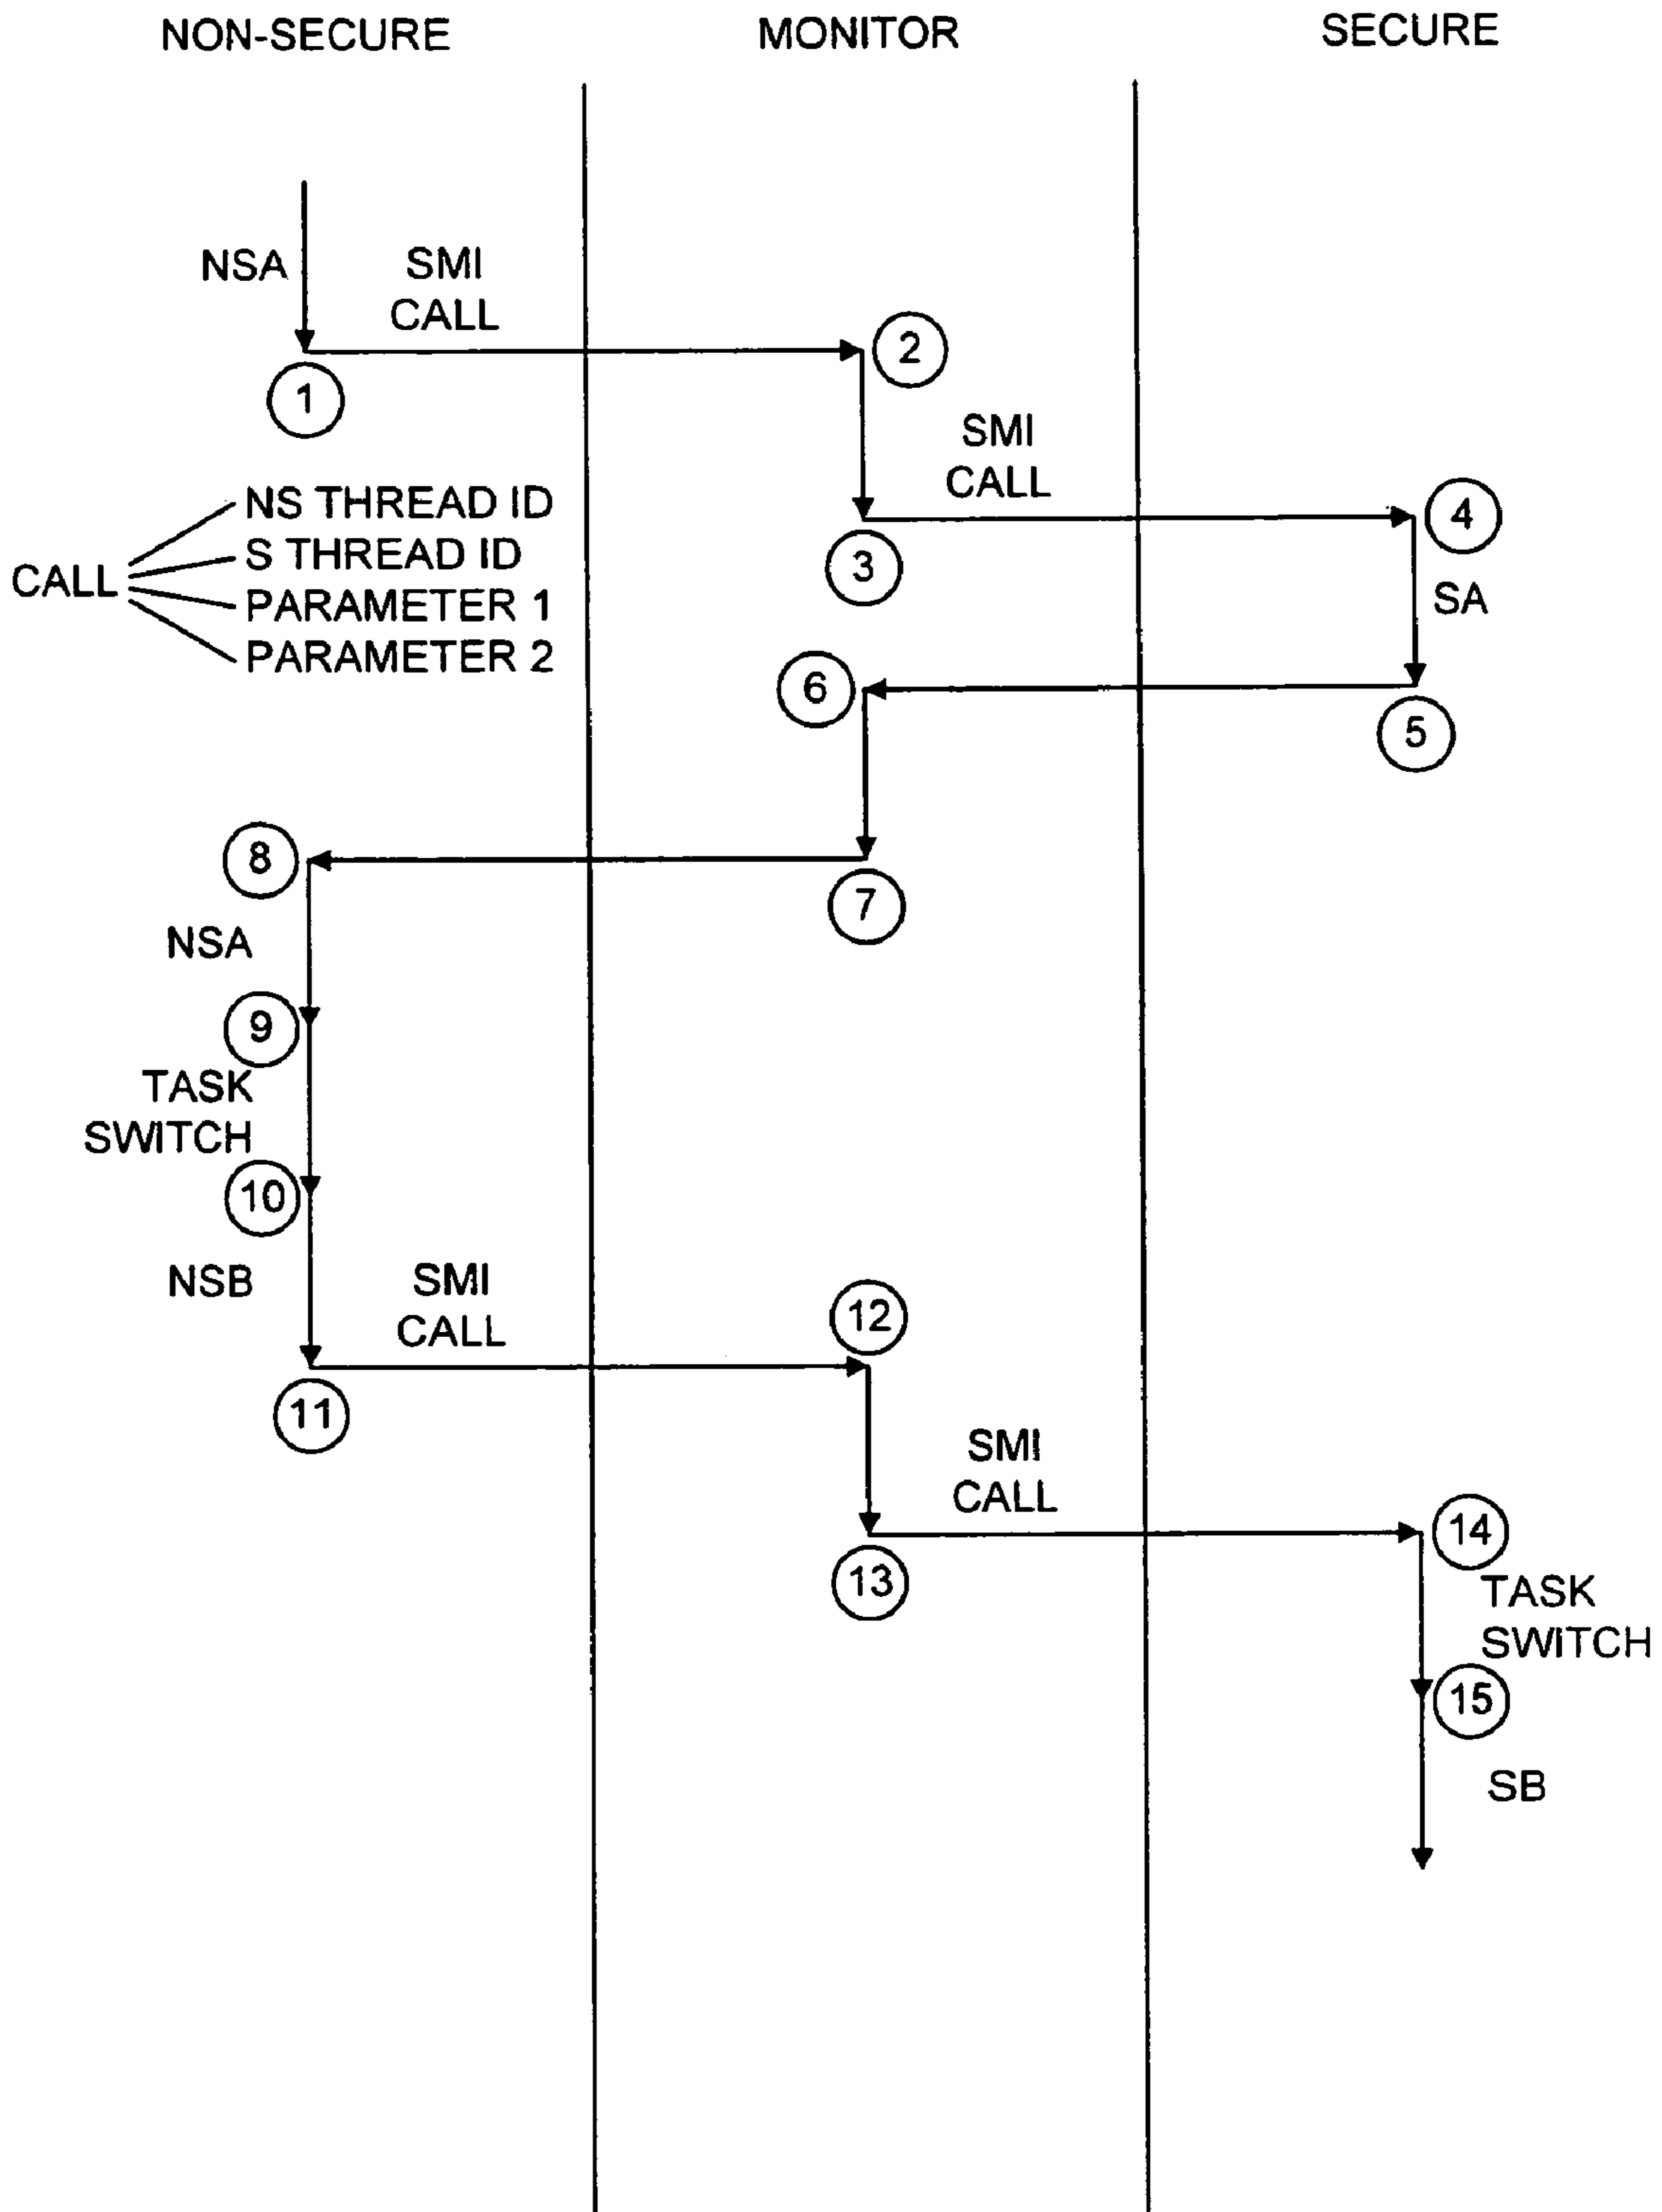 NON-SECURE
MONITOR
SECURE
NSA
SMI
CALL
2
1
SMI
CALL
4
NS THREAD ID
S THREAD ID
CALL
PARAMETER 1
PARAMETER 2
3
SA
6
5
8
7
NSA
9
TASK
SWITCH
10
NSB
SMI
CALL
12
11
SMI
CALL
14
13
TASK
SWITCH
15
SB